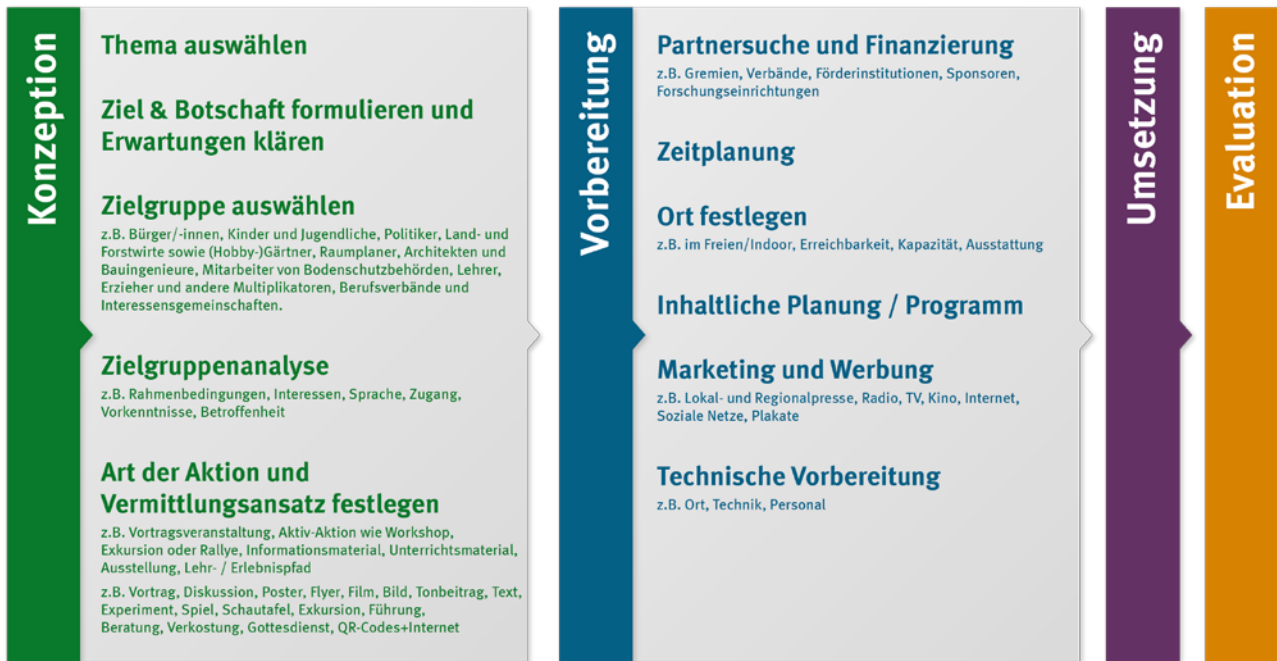 Konzeption
Thema auswählen
Ziel & Botschaft formulieren und
Erwartungen klären
Zielgruppe auswählen
z.B. Bürger/-innen, Kinder und Jugendliche, Politiker, Land- und
Forstwirte sowie (Hobby-)Gärtner, Raumplaner, Architekten und
Bauingenieure, Mitarbeiter von Bodenschutzbehörden, Lehrer,
Erzieher und andere Multiplikatoren, Berufsverbände und
Interessensgemeinschaften.
Zielgruppenanalyse
z.B. Rahmenbedingungen, Interessen, Sprache, Zugang,
Vorkenntnisse, Betroffenheit
Art der Aktion und
Vermittlungsansatz festlegen
z.B. Vortragsveranstaltung, Aktiv-Aktion wie Workshop,
Exkursion oder Rallye, Informationsmaterial, Unterrichtsmaterial,
Ausstellung, Lehr- / Erlebnispfad
z.B. Vortrag, Diskussion, Poster, Flyer, Film, Bild, Tonbeitrag, Text,
Experiment, Spiel, Schautafel, Exkursion, Führung,
Beratung, Verkostung, Gottesdienst, QR-Codes+Internet
Vorbereitung
Partnersuche und Finanzierung
z.B. Gremien, Verbände, Förderinstitutionen, Sponsoren,
Forschungseinrichtungen
Zeitplanung
Ort festlegen
z.B. im Freien/Indoor, Erreichbarkeit, Kapazität, Ausstattung
Inhaltliche Planung / Programm
Marketing und Werbung
z.B. Lokal- und Regionalpresse, Radio, TV, Kino, Internet,
Soziale Netze, Plakate
Technische Vorbereitung
z.B. Ort, Technik, Personal
Umsetzung
Evaluation